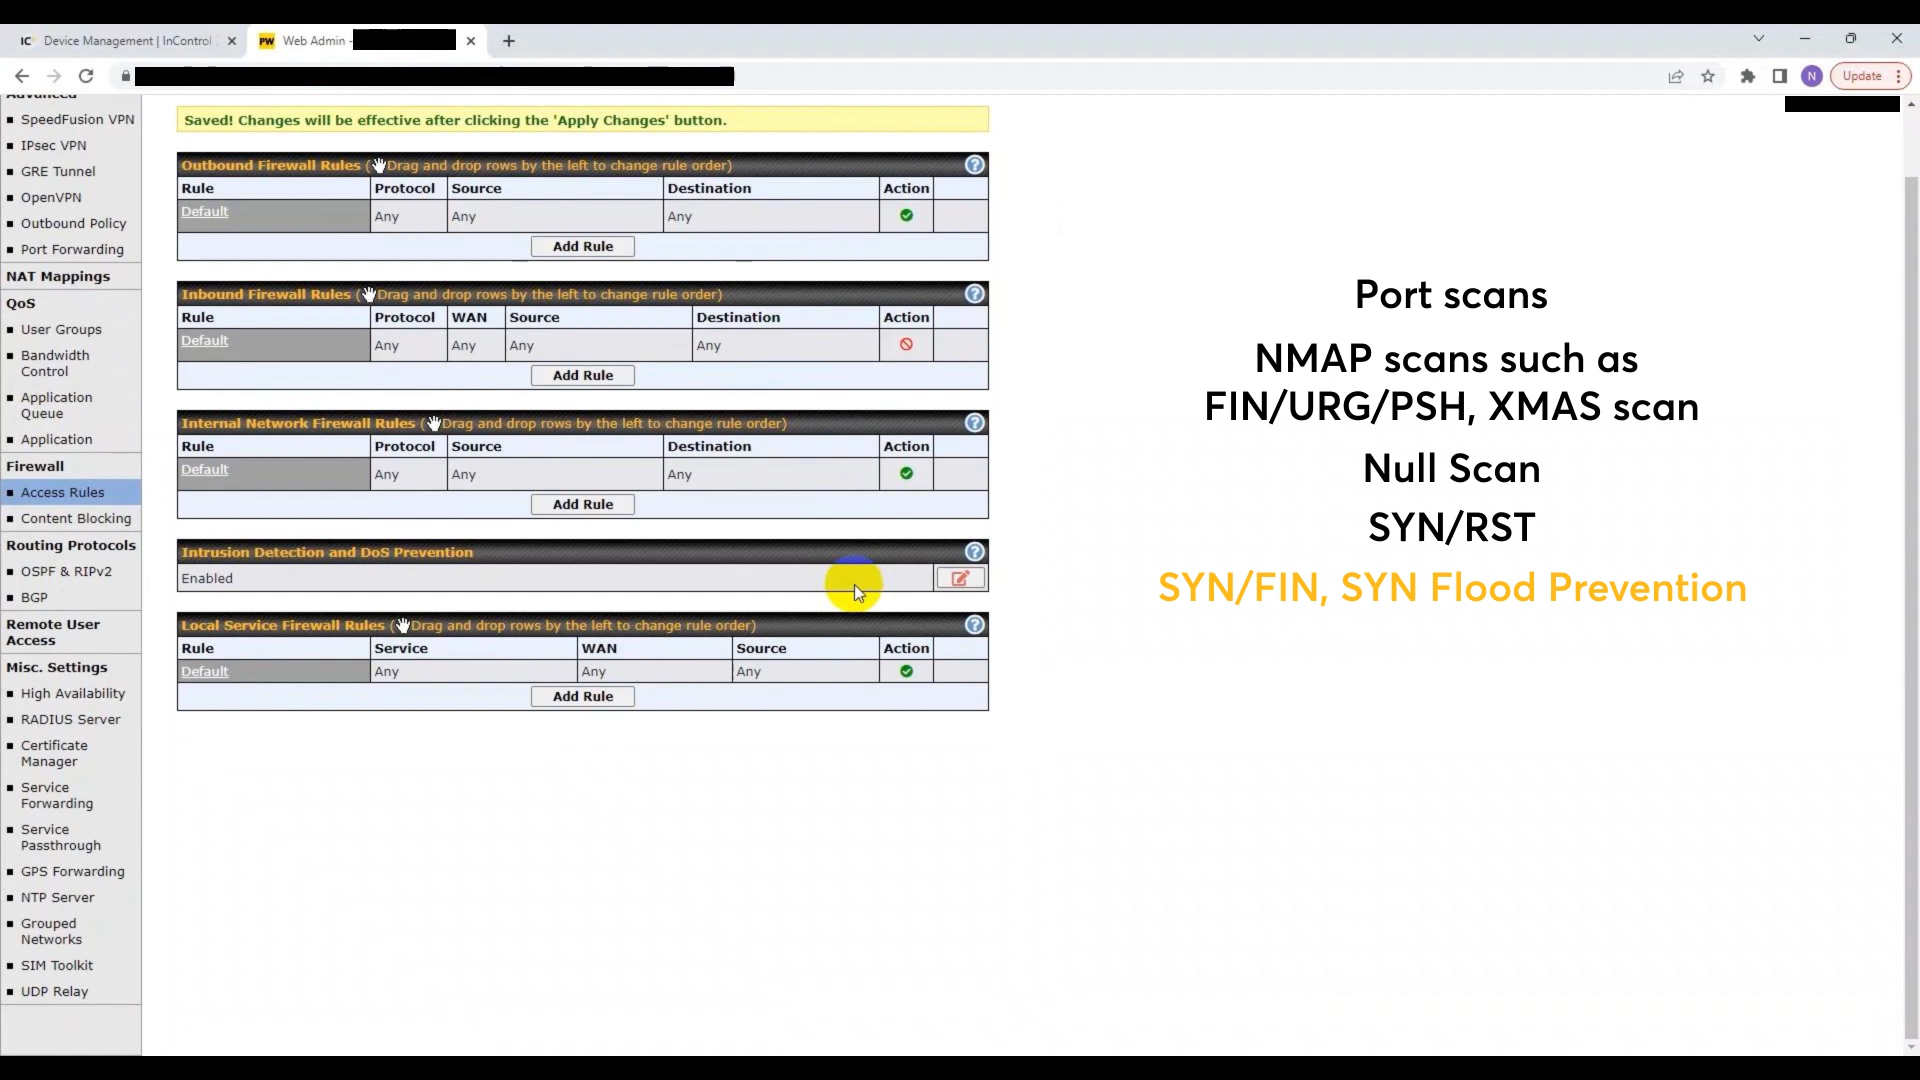 IC Device Management | InControl
PW Web Admin -
N
Update
Advanced
SpeedFusion VPN
IPsec VPN
GRE Tunnel
OpenVPN
Outbound Policy
Port Forwarding
NAT Mappings
QoS
User Groups
Bandwidth
Control
Application
Queue
Application
Firewall
Access Rules
Content Blocking
Routing Protocols
OSPF & RIPv2
BGP
Remote User
Access
Misc. Settings
High Availability
RADIUS Server
Certificate
Manager
Service
Forwarding
Service
Passthrough
GPS Forwarding
NTP Server
Grouped
Networks
SIM Toolkit
UDP Relay
Saved! Changes will be effective after clicking the 'Apply Changes' button.
Outbound Firewall Rules (Drag and drop rows by the left to change rule order) ?
Rule Protocol Source Destination Action
Default Any Any Any
Add Rule
Inbound Firewall Rules (Drag and drop rows by the left to change rule order) ?
Rule Protocol WAN Source Destination Action
Default Any Any Any Any
Add Rule
Internal Network Firewall Rules (Drag and drop rows by the left to change rule order) ?
Rule Protocol Source Destination Action
Default Any Any Any
Add Rule
Intrusion Detection and DoS Prevention ?
Enabled
Local Service Firewall Rules (Drag and drop rows by the left to change rule order) ?
Rule Service WAN Source Action
Default Any Any Any
Add Rule
Port scans
NMAP scans such as
FIN/URG/PSH, XMAS scan
Null Scan
SYN/RST
SYN/FIN, SYN Flood Prevention